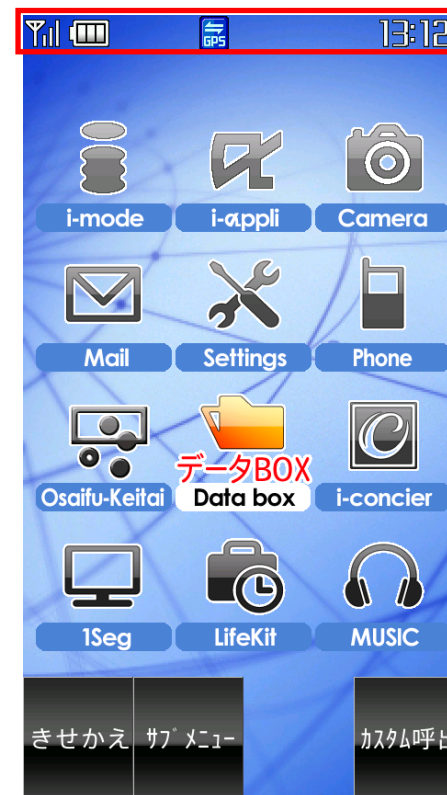 GPS 13:12
i-mode i-αppli Camera
Mail Settings Phone
データBOX
Osaifu-Keitai Data box i-concier
1Seg LifeKit MUSIC
きせかえ ｻﾌﾞﾒﾆｭｰ ｶｽﾀﾑ呼出